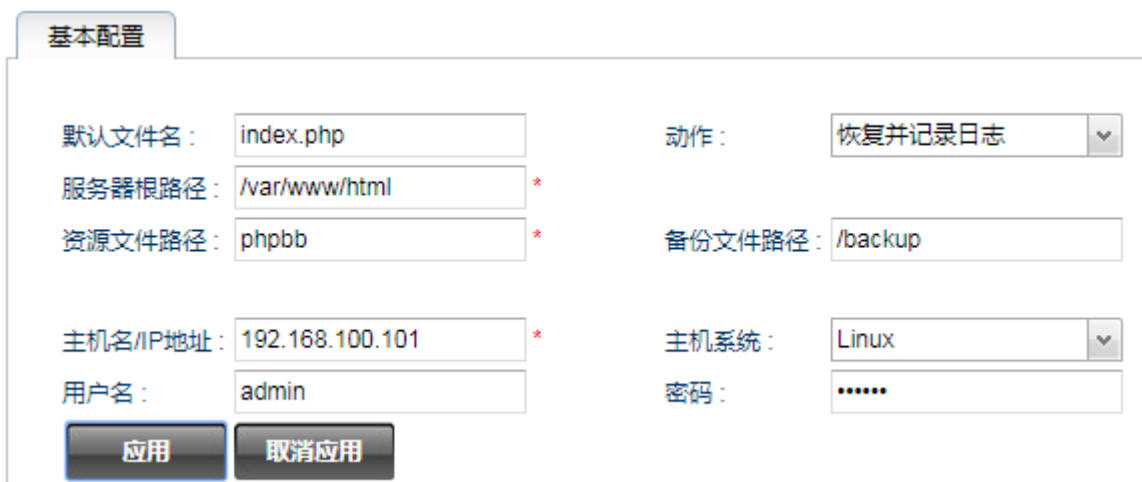 基本配置
默认文件名 : index.php 动作 : 恢复并记录日志
服务器根路径 : /var/www/html *
资源文件路径 : phpbb * 备份文件路径 : /backup
主机名/IP地址 : 192.168.100.101 * 主机系统 : Linux
用户名 : admin 密码 : ••••••
应用 取消应用